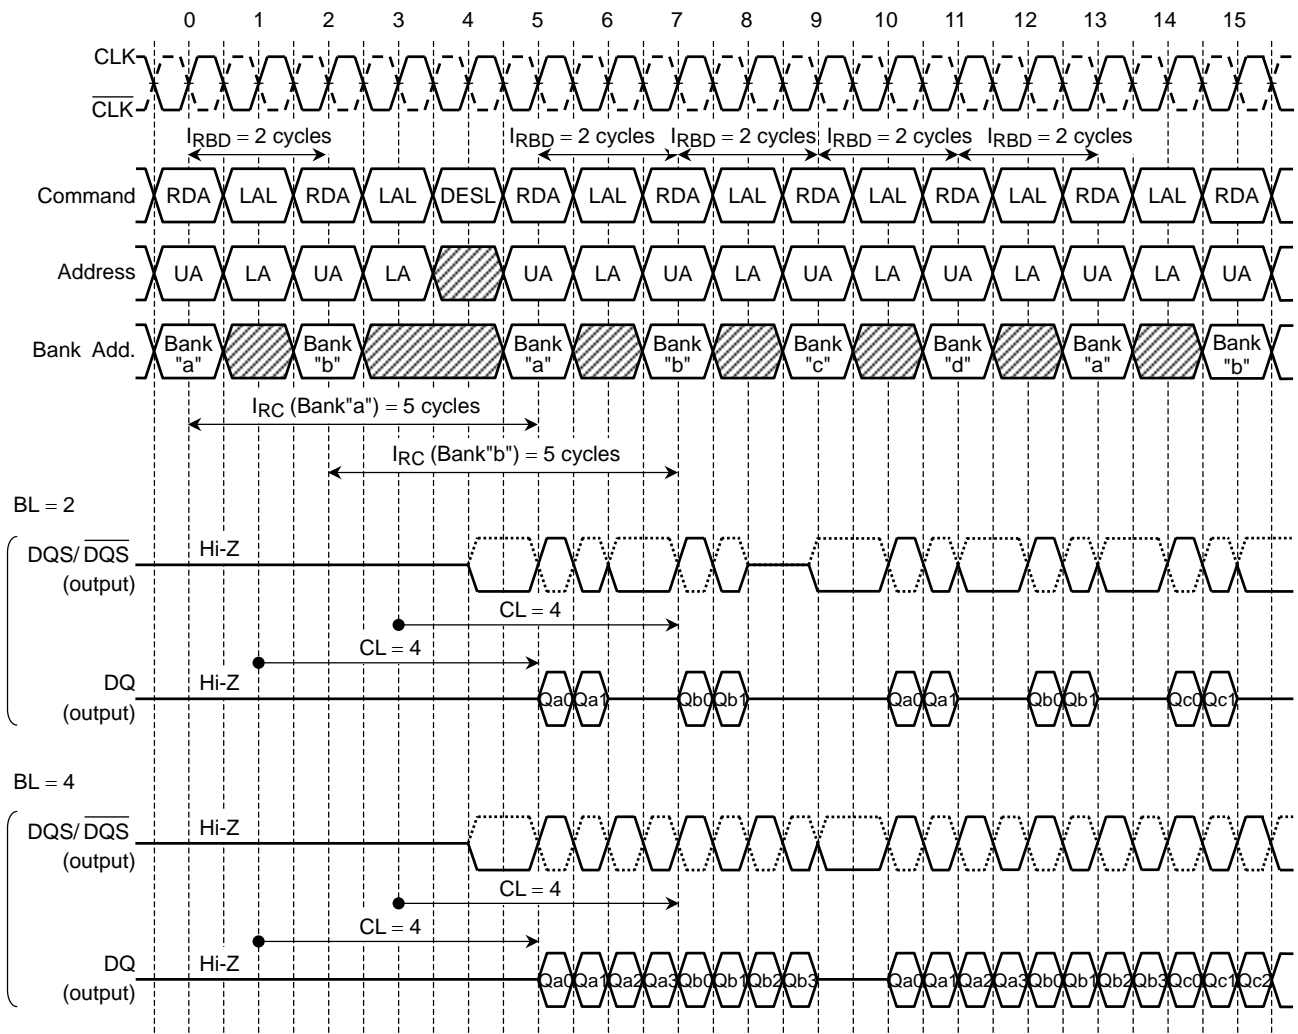 0 1 2 3 4 5 6 7 8 9 10 11 12 13 14 15
CLK
CLK
IRBD = 2 cycles IRBD = 2 cycles IRBD = 2 cycles IRBD = 2 cycles IRBD = 2 cycles
Command RDA LAL RDA LAL DESL RDA LAL RDA LAL RDA LAL RDA LAL RDA LAL RDA
Address UA LA UA LA UA LA UA LA UA LA UA LA UA LA UA
Bank Add. Bank "a" Bank "b" Bank "a" Bank "b" Bank "c" Bank "d" Bank "a" Bank "b"
IRC (Bank"a") = 5 cycles
IRC (Bank"b") = 5 cycles
BL = 2
DQS/ DQS Hi-Z
(output)
CL = 4
CL = 4
DQ Hi-Z Qa0 Qa1 Qb0 Qb1 Qa0 Qa1 Qb0 Qb1 Qc0 Qc1
(output)
BL = 4
DQS/ DQS Hi-Z
(output)
CL = 4
CL = 4
DQ Hi-Z Qa0 Qa1 Qa2 Qa3 Qb0 Qb1 Qb2 Qb3 Qa0 Qa1 Qa2 Qa3 Qb0 Qb1 Qb2 Qb3 Qc0 Qc1 Qc2
(output)